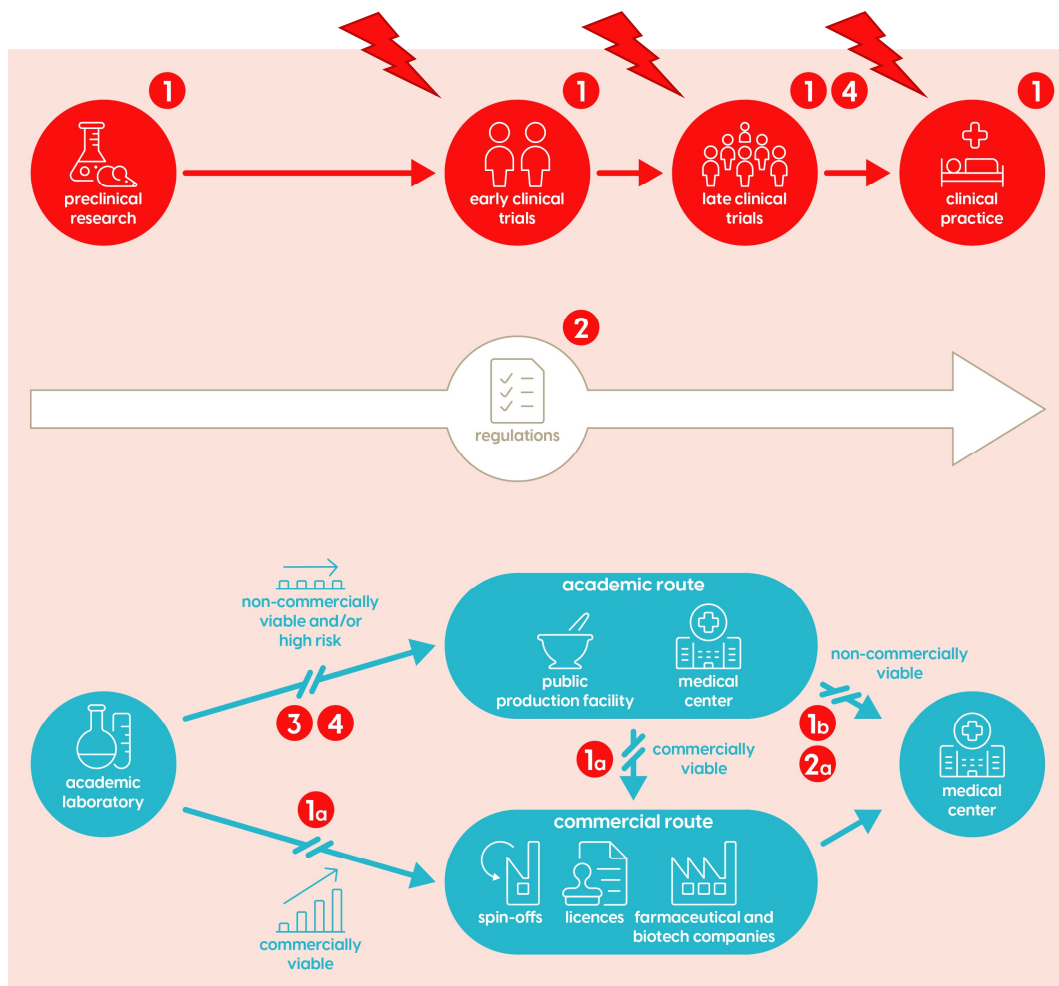 1
1
1 4
1
preclinical
research
early clinical
trials
late clinical
trials
clinical
practice
2
regulations
non-commercially
viable and/or
high risk
3 4
academic route
public
production facility
medical
center
non-commercially
viable
1b
2a
1a
commercially
viable
academic
laboratory
medical
center
1a
commercially
viable
commercial route
spin-offs
licences
farmaceutical and
biotech companies